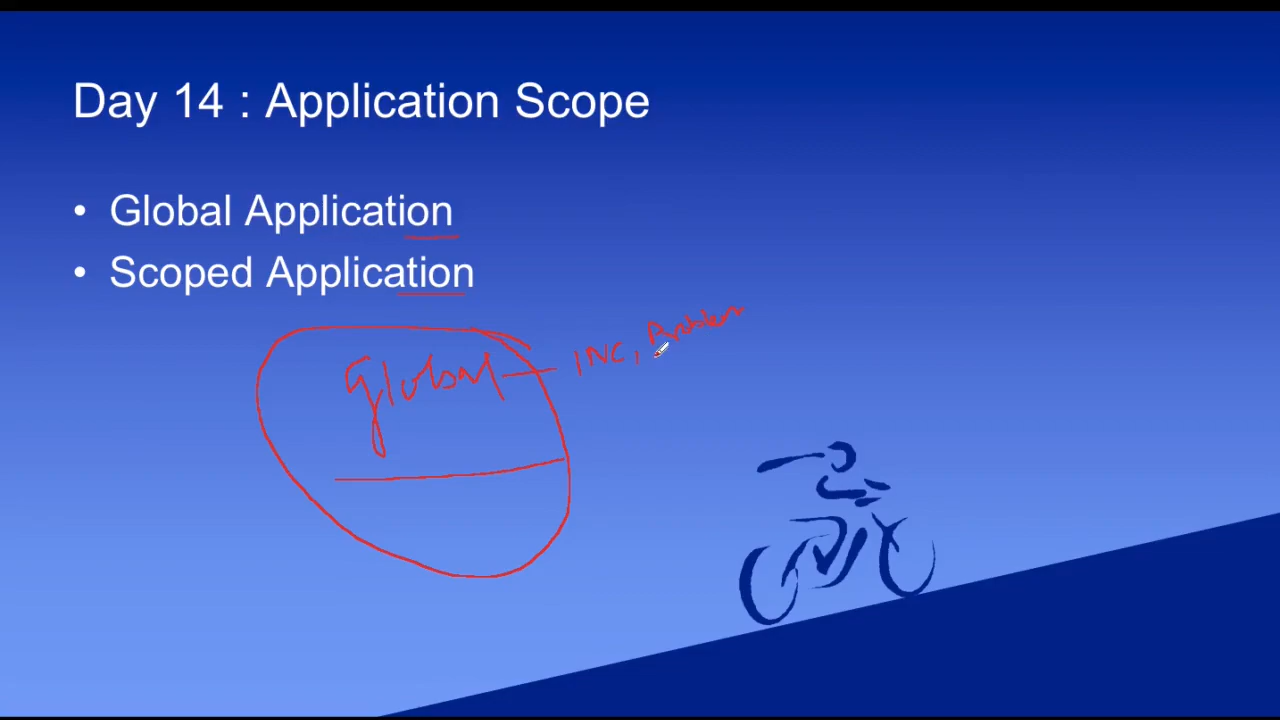 Day 14 : Application Scope
• Global Application
• Scoped Application
Global
INC, Problem